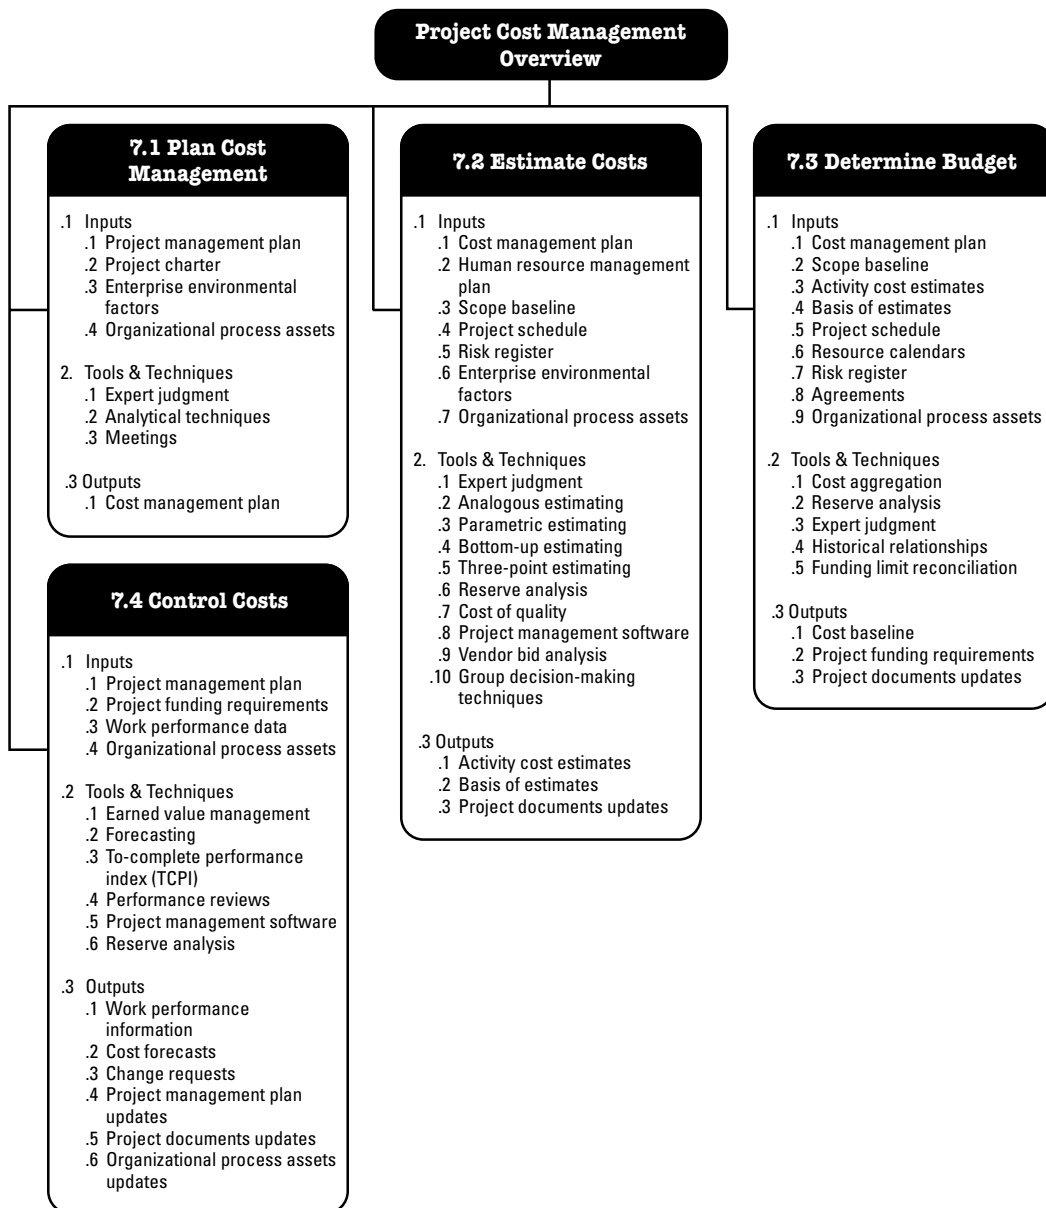 Project Cost Management
Overview
7.1 Plan Cost
Management
.1 Inputs
.1 Project management plan
.2 Project charter
.3 Enterprise environmental
factors
.4 Organizational process assets
2. Tools & Techniques
.1 Expert judgment
.2 Analytical techniques
.3 Meetings
.3 Outputs
.1 Cost management plan
7.2 Estimate Costs
.1 Inputs
.1 Cost management plan
.2 Human resource management
plan
.3 Scope baseline
.4 Project schedule
.5 Risk register
.6 Enterprise environmental
factors
.7 Organizational process assets
2. Tools & Techniques
.1 Expert judgment
.2 Analogous estimating
.3 Parametric estimating
.4 Bottom-up estimating
.5 Three-point estimating
.6 Reserve analysis
.7 Cost of quality
.8 Project management software
.9 Vendor bid analysis
.10 Group decision-making
techniques
.3 Outputs
.1 Activity cost estimates
.2 Basis of estimates
.3 Project documents updates
7.3 Determine Budget
.1 Inputs
.1 Cost management plan
.2 Scope baseline
.3 Activity cost estimates
.4 Basis of estimates
.5 Project schedule
.6 Resource calendars
.7 Risk register
.8 Agreements
.9 Organizational process assets
.2 Tools & Techniques
.1 Cost aggregation
.2 Reserve analysis
.3 Expert judgment
.4 Historical relationships
.5 Funding limit reconciliation
.3 Outputs
.1 Cost baseline
.2 Project funding requirements
.3 Project documents updates
7.4 Control Costs
.1 Inputs
.1 Project management plan
.2 Project funding requirements
.3 Work performance data
.4 Organizational process assets
.2 Tools & Techniques
.1 Earned value management
.2 Forecasting
.3 To-complete performance
index (TCPI)
.4 Performance reviews
.5 Project management software
.6 Reserve analysis
.3 Outputs
.1 Work performance
information
.2 Cost forecasts
.3 Change requests
.4 Project management plan
updates
.5 Project documents updates
.6 Organizational process assets
updates